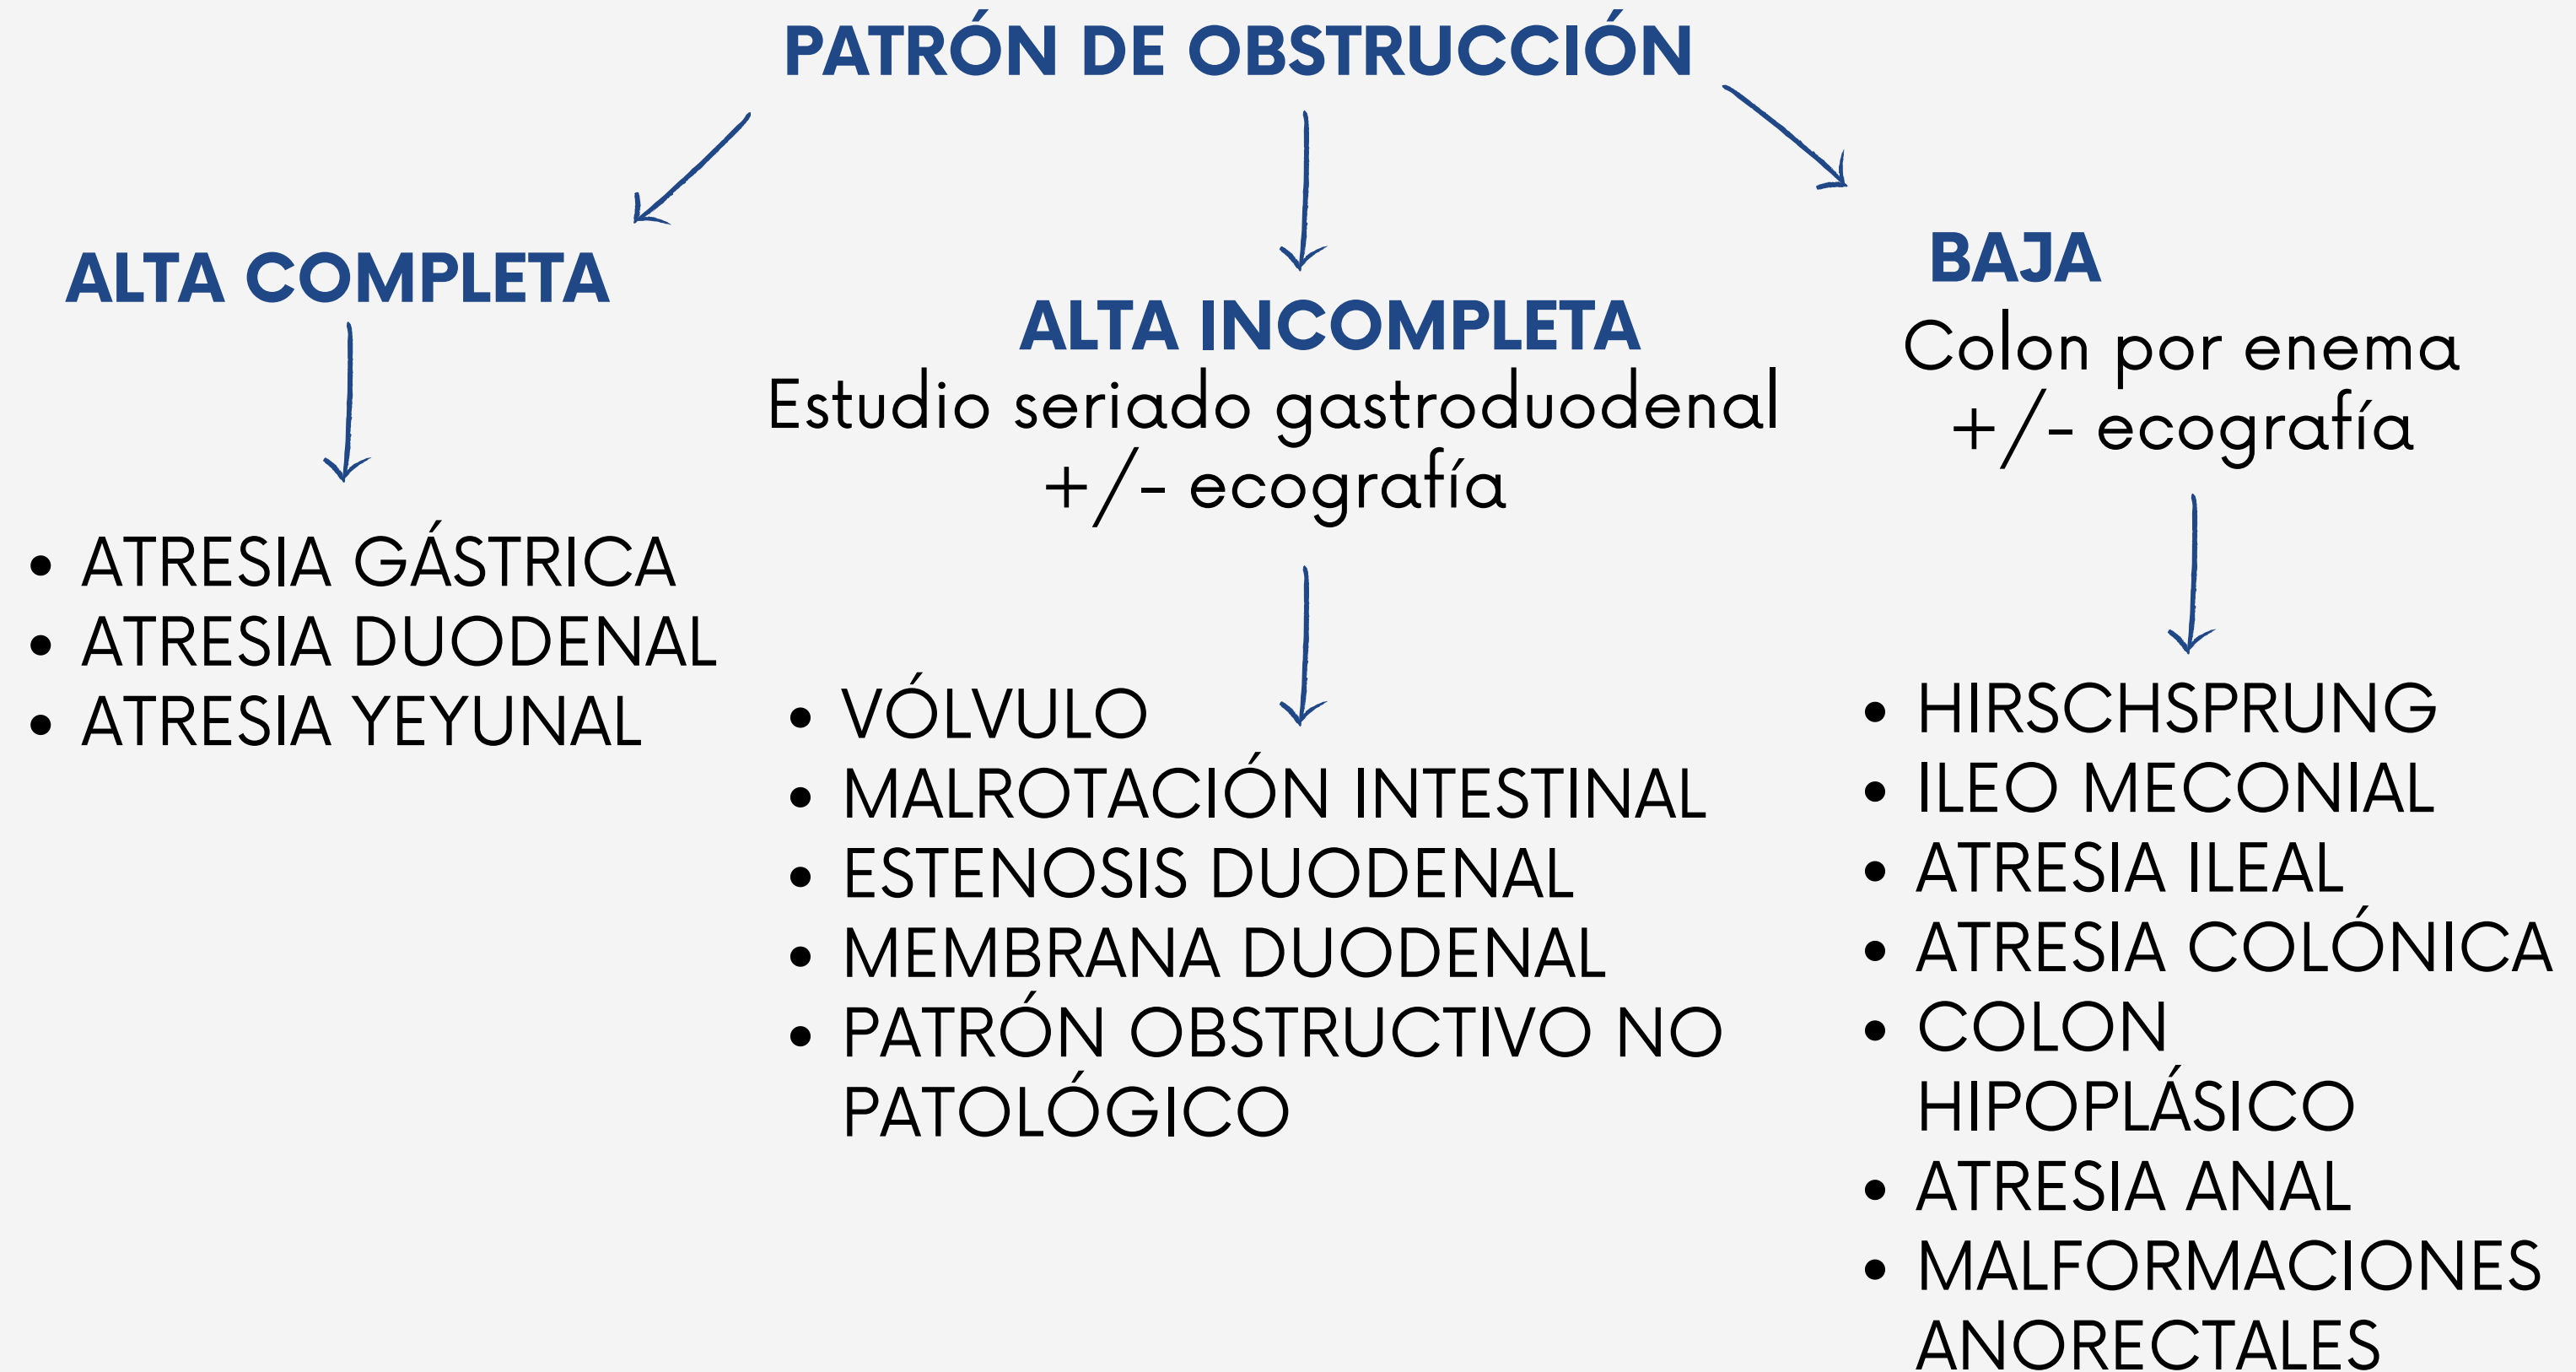 PATRÓN DE OBSTRUCCIÓN
ALTA COMPLETA
• ATRESIA GÁSTRICA
• ATRESIA DUODENAL
• ATRESIA YEYUNAL
ALTA INCOMPLETA
Estudio seriado gastroduodenal
+/- ecografía
• VÓLVULO
• MALROTACIÓN INTESTINAL
• ESTENOSIS DUODENAL
• MEMBRANA DUODENAL
• PATRÓN OBSTRUCTIVO NO
PATOLÓGICO
BAJA
Colon por enema
+/- ecografía
• HIRSCHSPRUNG
• ILEO MECONIAL
• ATRESIA ILEAL
• ATRESIA COLÓNICA
• COLON
HIPOPLÁSICO
• ATRESIA ANAL
• MALFORMACIONES
ANORECTALES